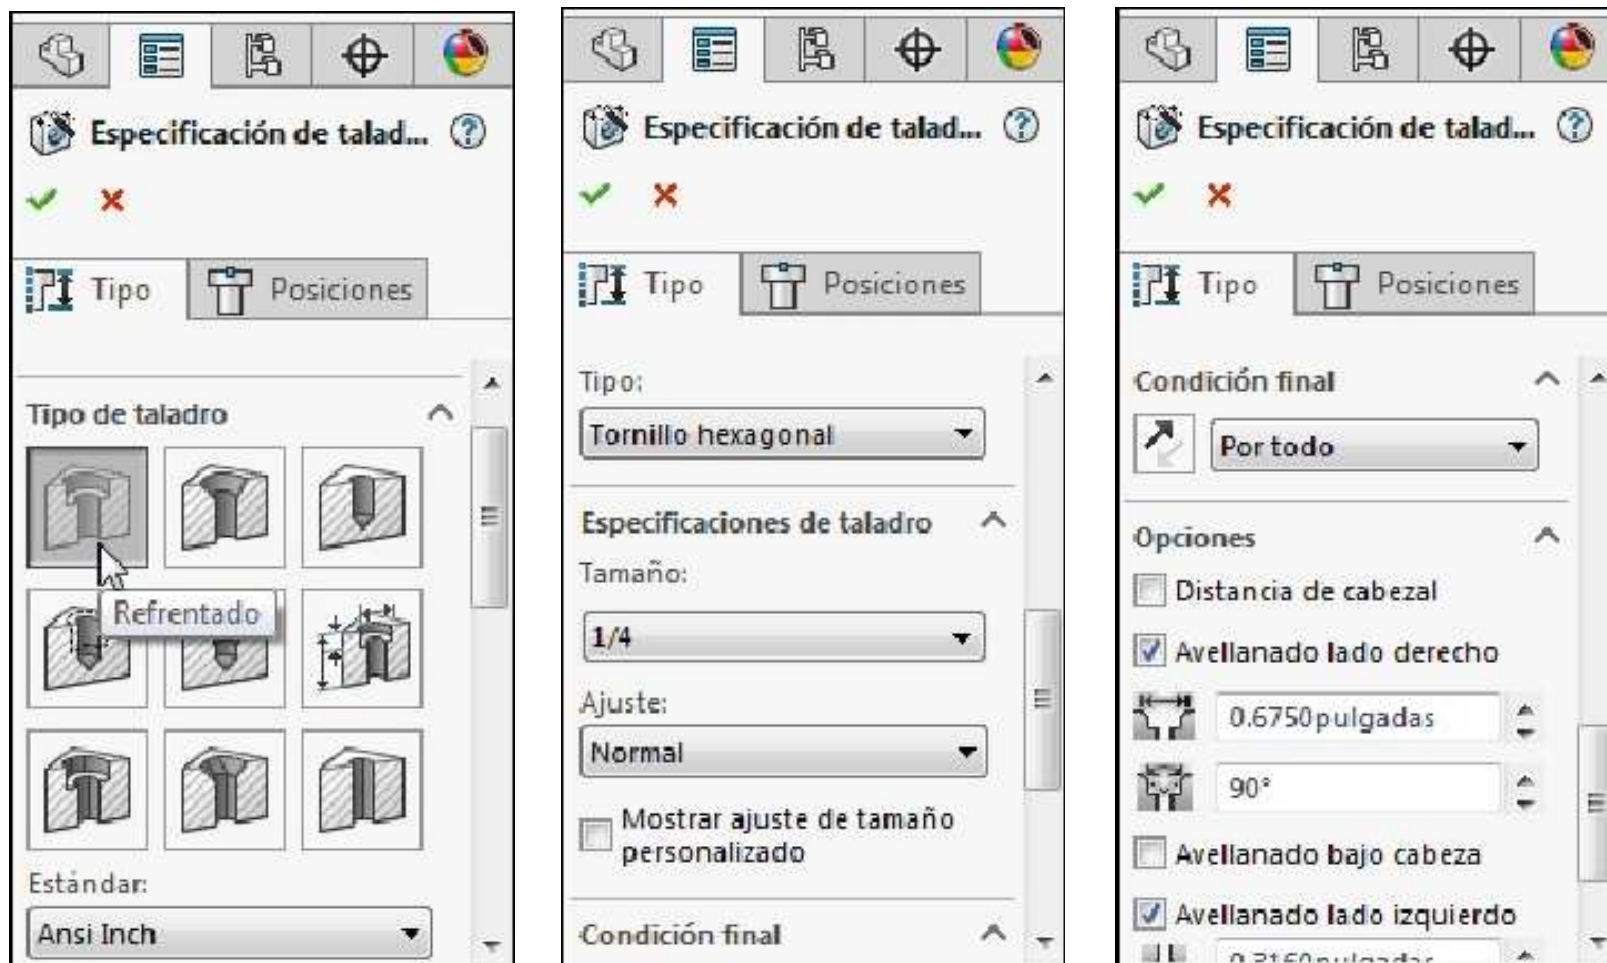 Especificación de talad...
Tipo
Posiciones
Tipo de taladro
Refrentado
Estándar:
Ansi Inch
Especificación de talad...
Tipo
Posiciones
Tipo:
Tornillo hexagonal
Especificaciones de taladro
Tamaño:
1/4
Ajuste:
Normal
Mostrar ajuste de tamaño
personalizado
Condición final
Especificación de talad...
Tipo
Posiciones
Condición final
Por todo
Opciones
Distancia de cabezal
Avellanado lado derecho
0.6750pulgadas
90°
Avellanado bajo cabeza
Avellanado lado izquierdo